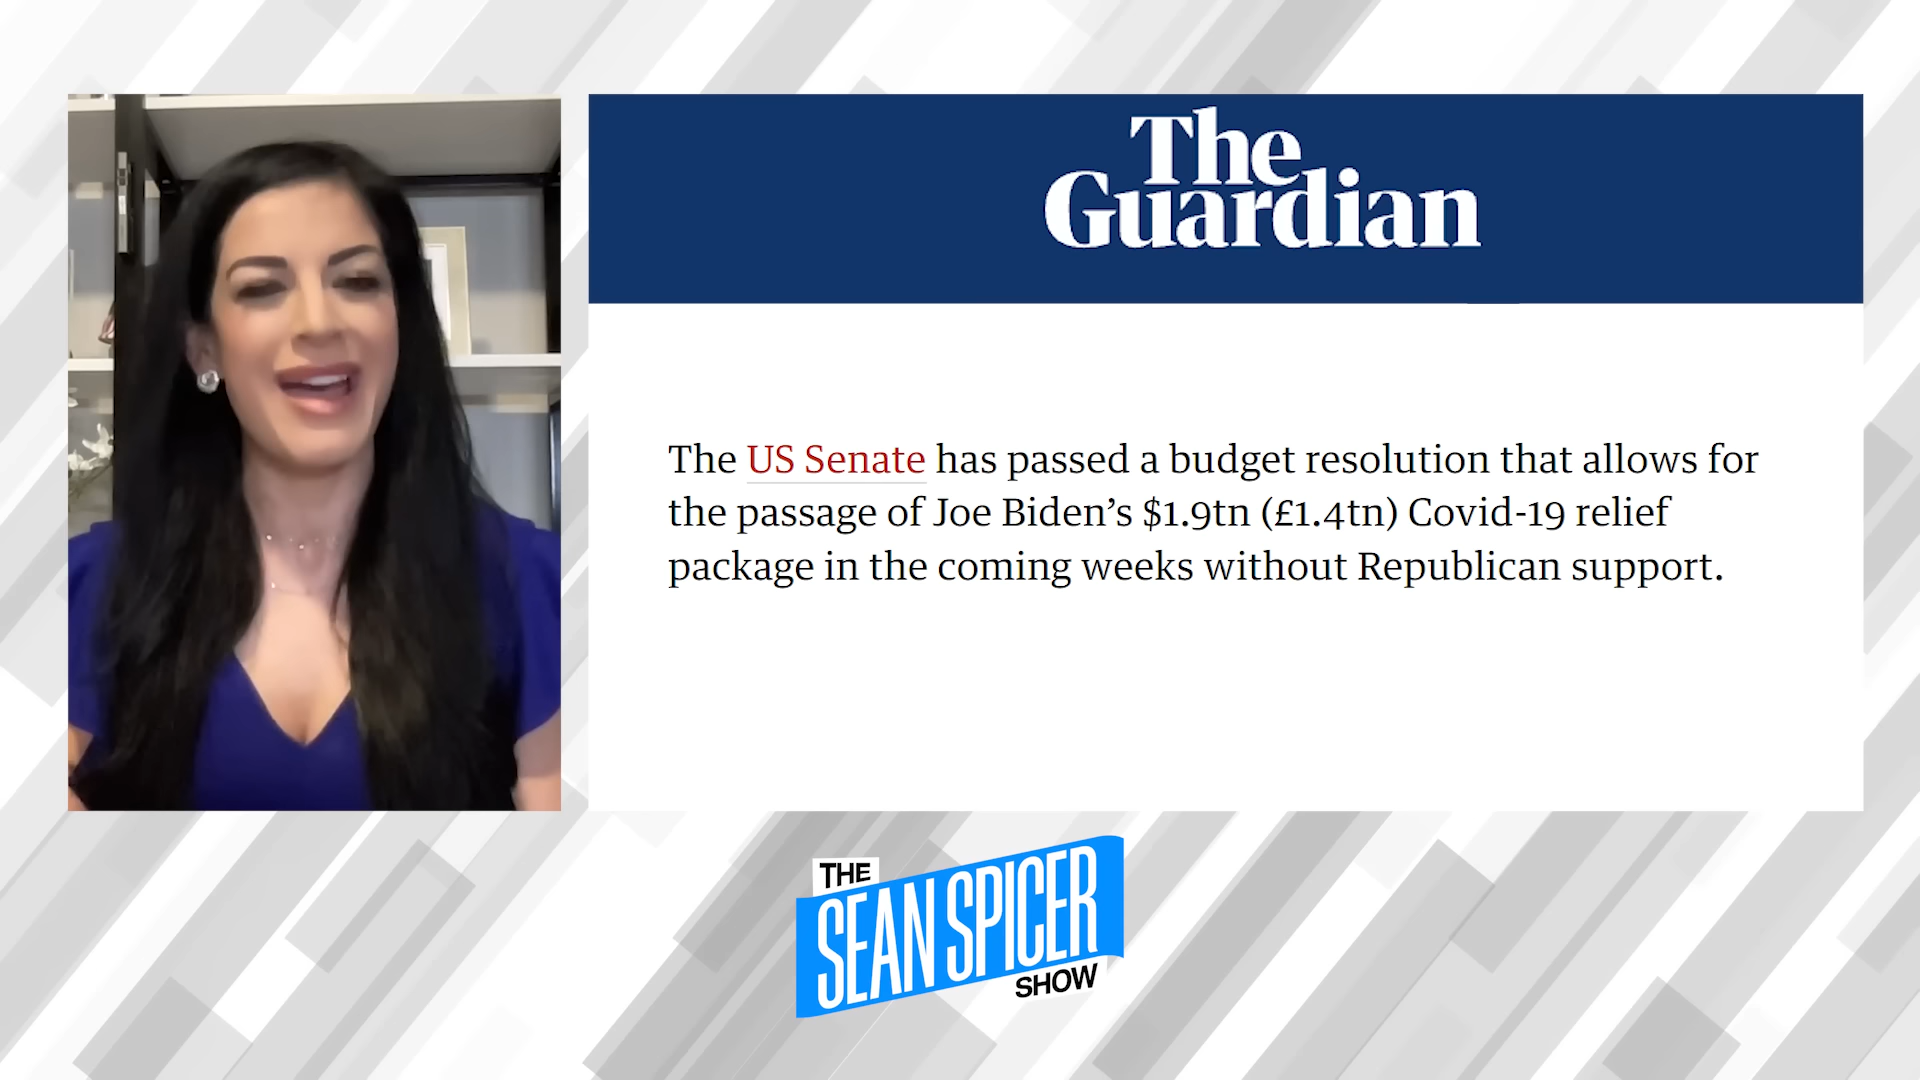 The
Guardian
The US Senate has passed a budget resolution that allows for
the passage of Joe Biden’s $1.9tn (£1.4tn) Covid-19 relief
package in the coming weeks without Republican support.
THE
SEAN SPICER
SHOW